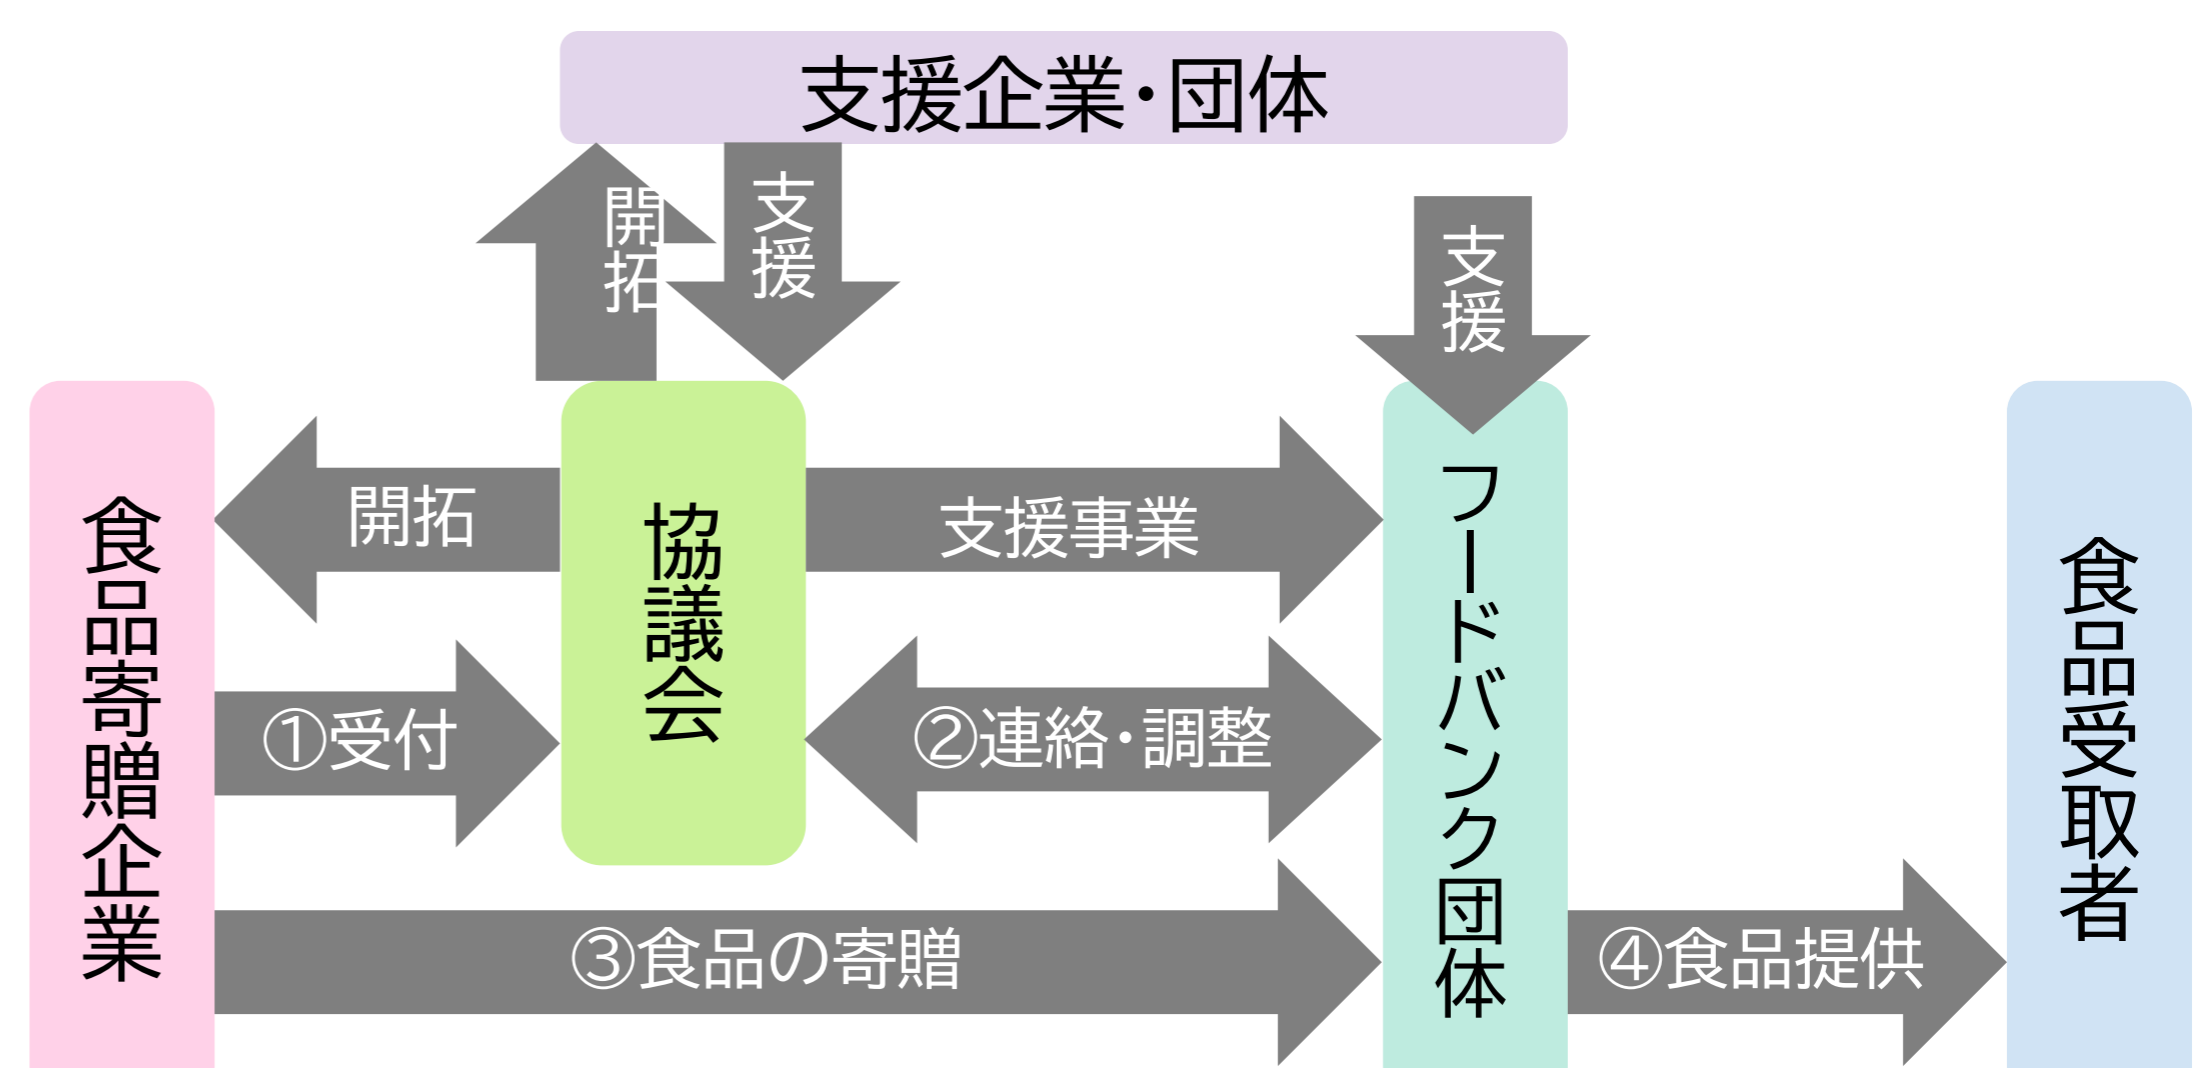 支援企業・団体
開拓
支援
支援
食品寄贈企業
開拓
協議会
支援事業
フードバンク団体
食品受取者
①受付
②連絡・調整
③食品の寄贈
④食品提供